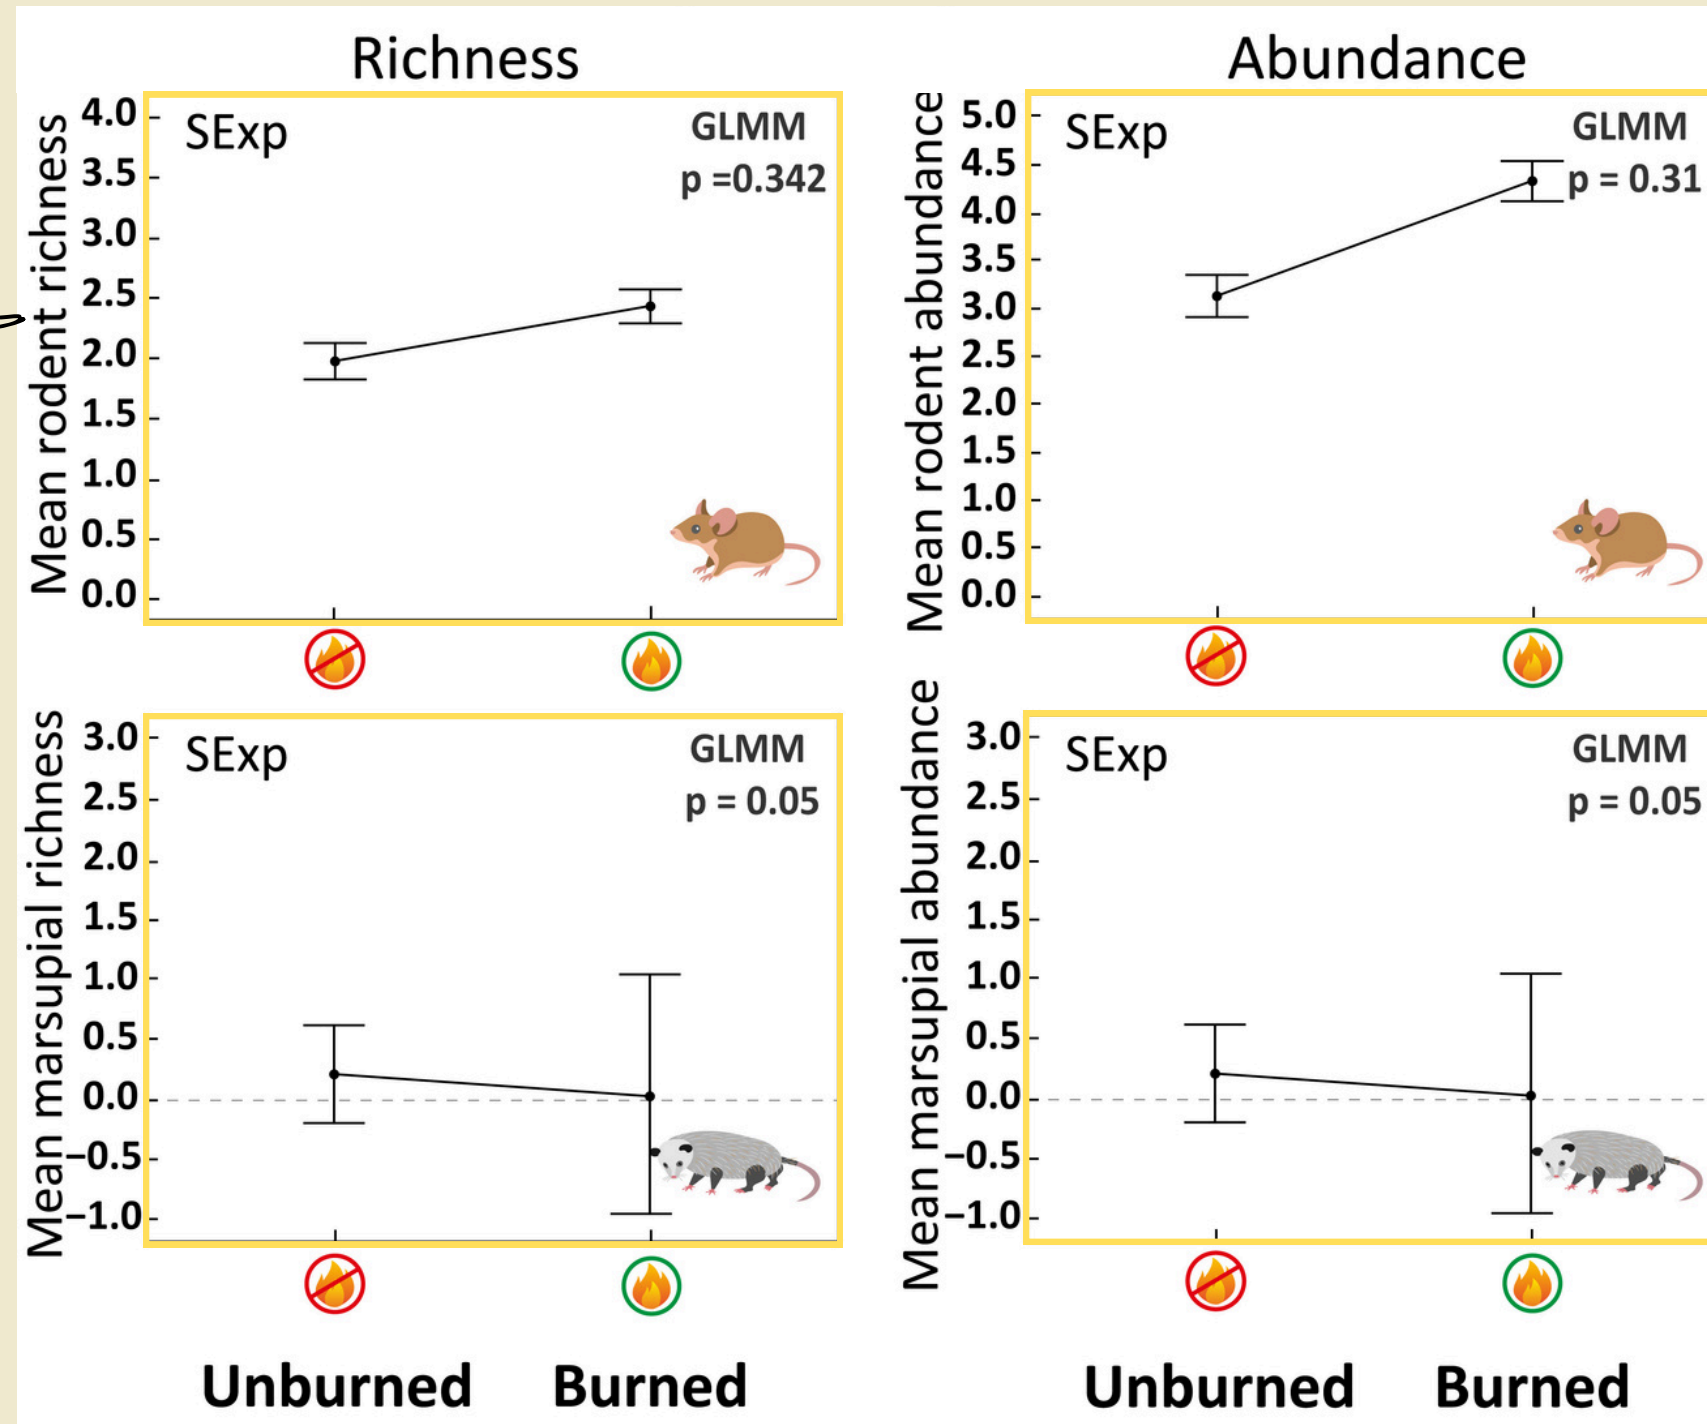 Richness
Mean rodent richness
4.0
3.5
3.0
2.5
2.0
1.5
1.0
0.5
0.0
SExp
GLMM
p =0.342
Abundance
Mean rodent abundance
5.0
4.5
4.0
3.5
3.0
2.5
2.0
1.5
1.0
0.5
0.0
SExp
GLMM
p = 0.31
Mean marsupial richness
3.0
2.5
2.0
1.5
1.0
0.5
0.0
−0.5
−1.0
SExp
GLMM
p = 0.05
Mean marsupial abundance
3.0
2.5
2.0
1.5
1.0
0.5
0.0
−0.5
−1.0
SExp
GLMM
p = 0.05
Unburned Burned
Unburned Burned